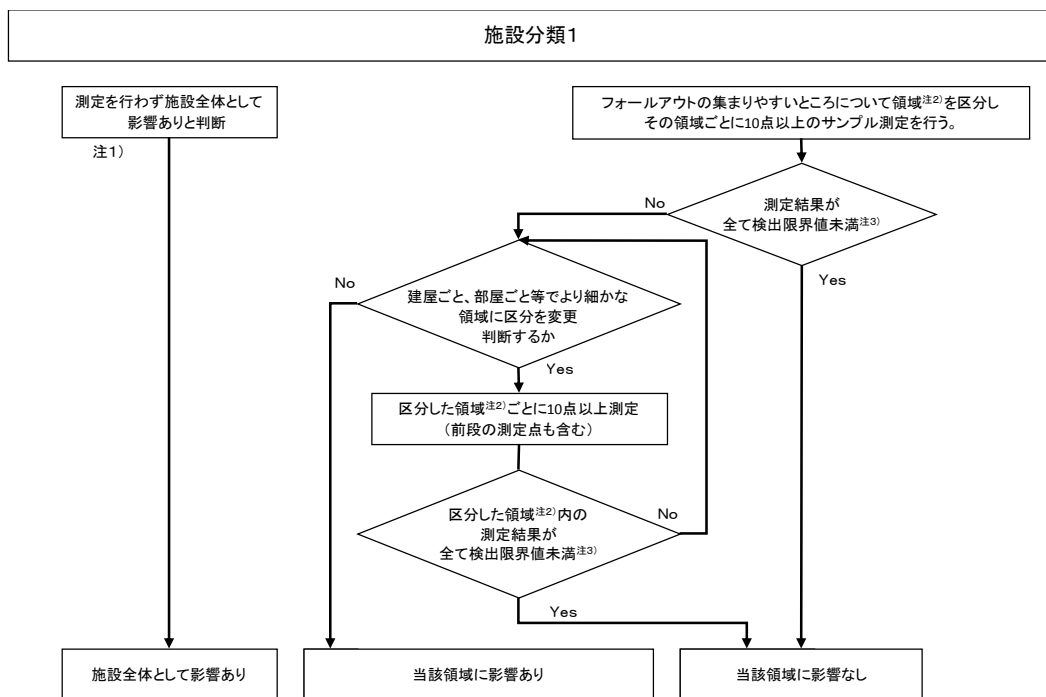 施設分類1
測定を行わず施設全体として
影響ありと判断
注1)
フォールアウトの集まりやすいところについて領域注2)を区分し
その領域ごとに10点以上のサンプル測定を行う。
測定結果が
全て検出限界値未満注3)
No
Yes
建屋ごと、部屋ごと等でより細かな
領域に区分を変更
判断するか
No
Yes
区分した領域注2)ごとに10点以上測定
(前段の測定点も含む)
区分した領域注2)内の
測定結果が
全て検出限界値未満注3)
No
Yes
施設全体として影響あり
当該領域に影響あり
当該領域に影響なし